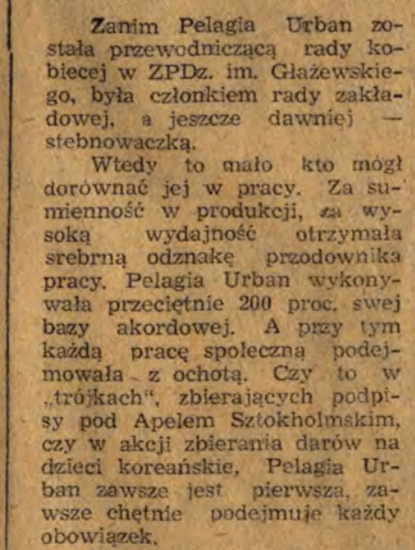 Zanim Pelagia Urban zo-
stała przewodniczącą rady ko-
biecej w ZPDz. im. Głażewskie-
go, była członkiem rady zakła-
dowej, a jeszcze dawniej —
stebnowaczką.
Wtedy to mało kto mógł
dorównać jej w pracy. Za su-
mienność w produkcji, za wy-
soką wydajność otrzymała
srebrną odznakę przodownika
pracy. Pelagia Urban wykony-
wała przeciętnie 200 proc. swej
bazy akordowej. A przy tym
każdą pracę społeczną podej-
mowała z ochotą. Czy to w
„trójkach“, zbierających podpi-
sy pod Apelem Sztokholmskim,
czy w akcji zbierania darów na
dzieci koreańskie, Pelagia Ur-
ban zawsze jest pierwsza, za-
wsze chętnie podejmuje każdy
obowiązek.